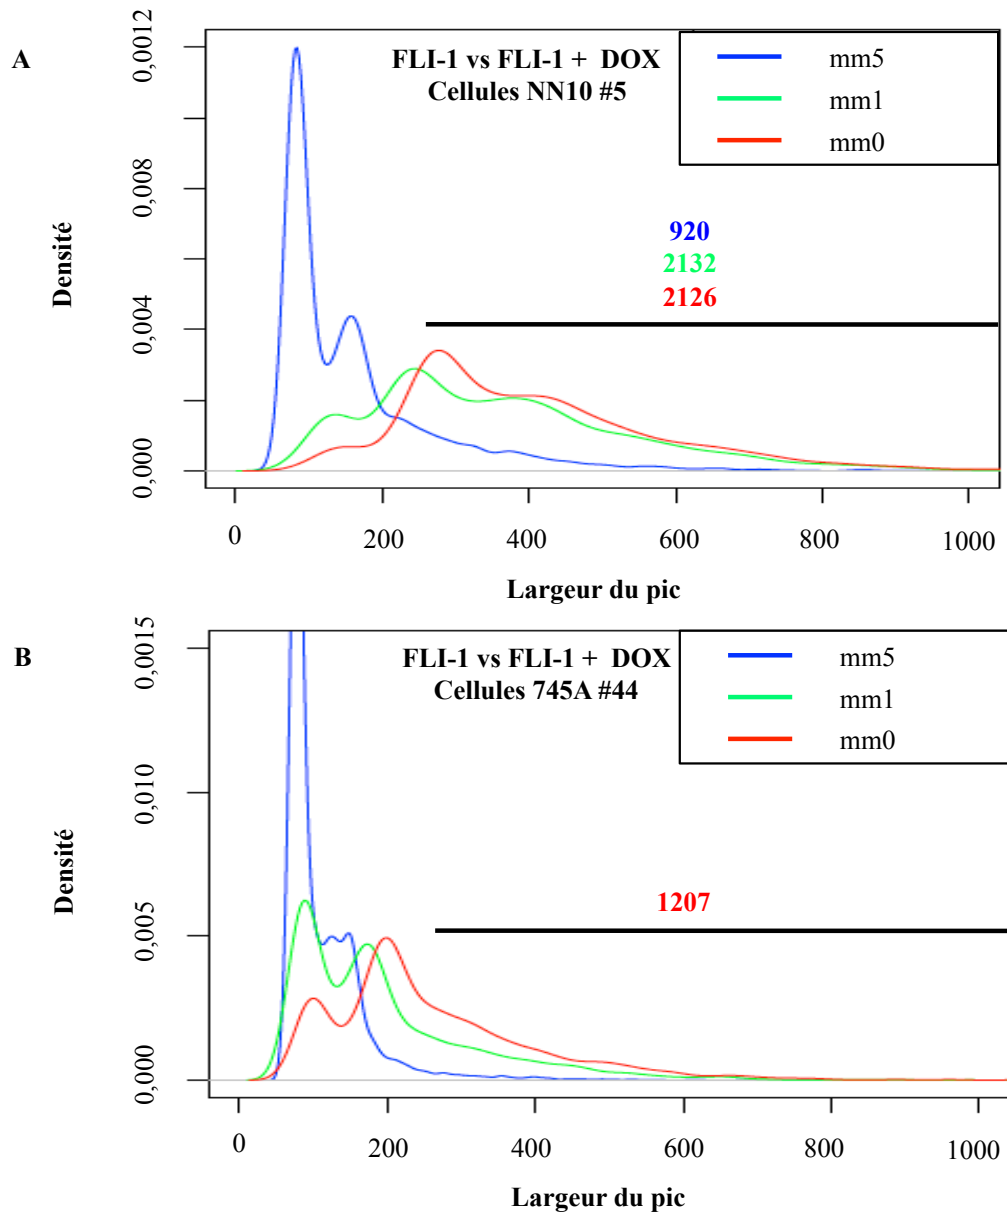 A
FLI-1 vs FLI-1 + DOX
Cellules NN10 #5
mm5
mm1
mm0
0,0012
0,008
0,004
0,000
Densité
920
2132
2126
0 200 400 600 800 1000
Largeur du pic
B
FLI-1 vs FLI-1 + DOX
Cellules 745A #44
mm5
mm1
mm0
0,0015
0,010
0,005
0,000
Densité
1207
0 200 400 600 800 1000
Largeur du pic